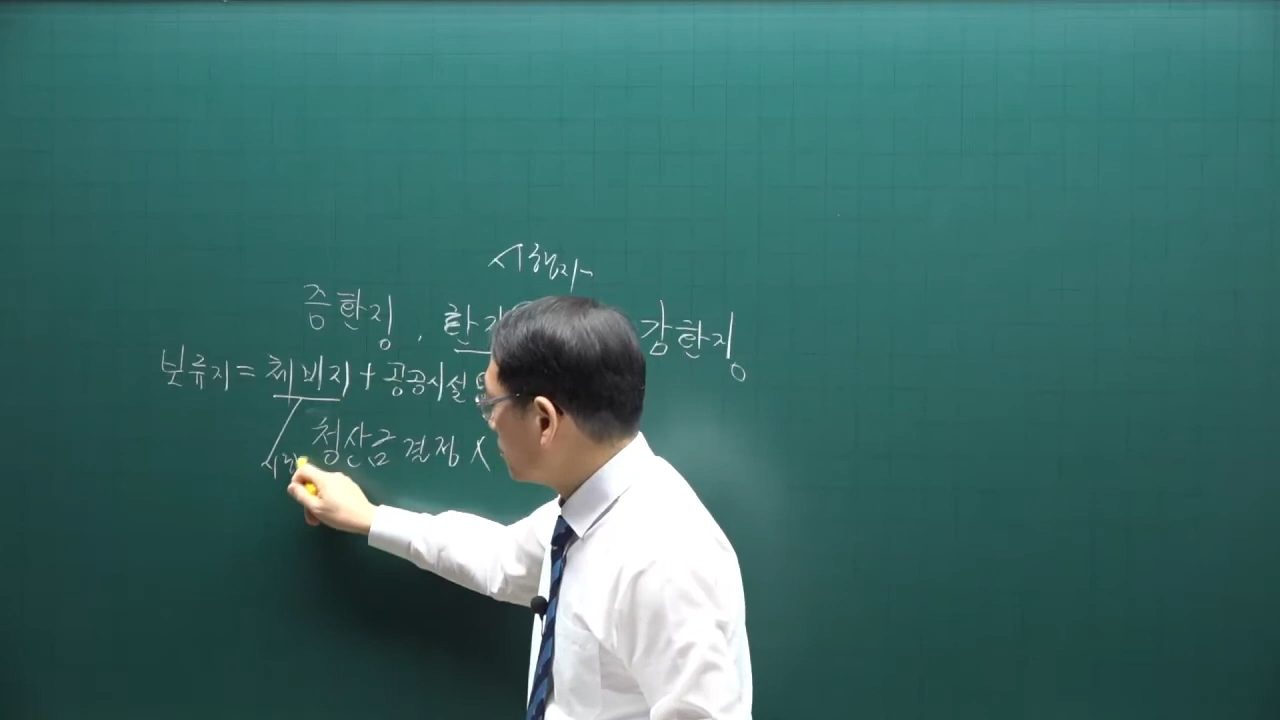 시행자
증환지, 환지 감환지
보류지 = 체비지 + 공공시설
청산금 결정 X